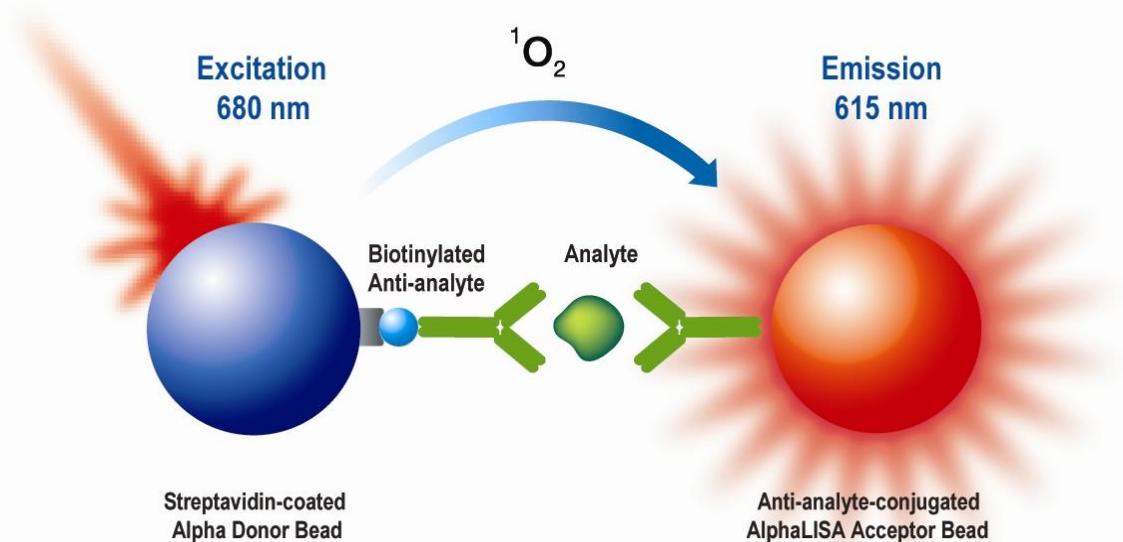 Excitation
680 nm
¹O₂
Emission
615 nm
Biotinylated
Anti-analyte
Analyte
Streptavidin-coated
Alpha Donor Bead
Anti-analyte-conjugated
AlphaLISA Acceptor Bead